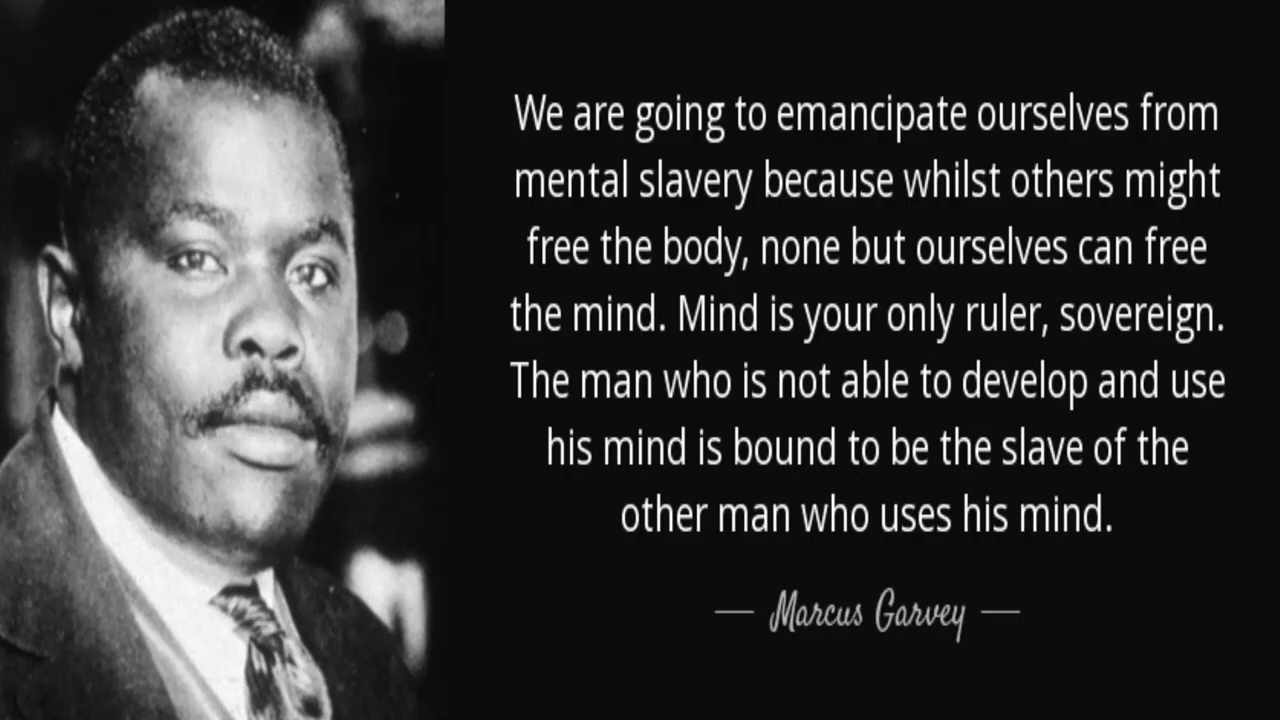 We are going to emancipate ourselves from
mental slavery because whilst others might
free the body, none but ourselves can free
the mind. Mind is your only ruler, sovereign.
The man who is not able to develop and use
his mind is bound to be the slave of the
other man who uses his mind.
— Marcus Garvey —